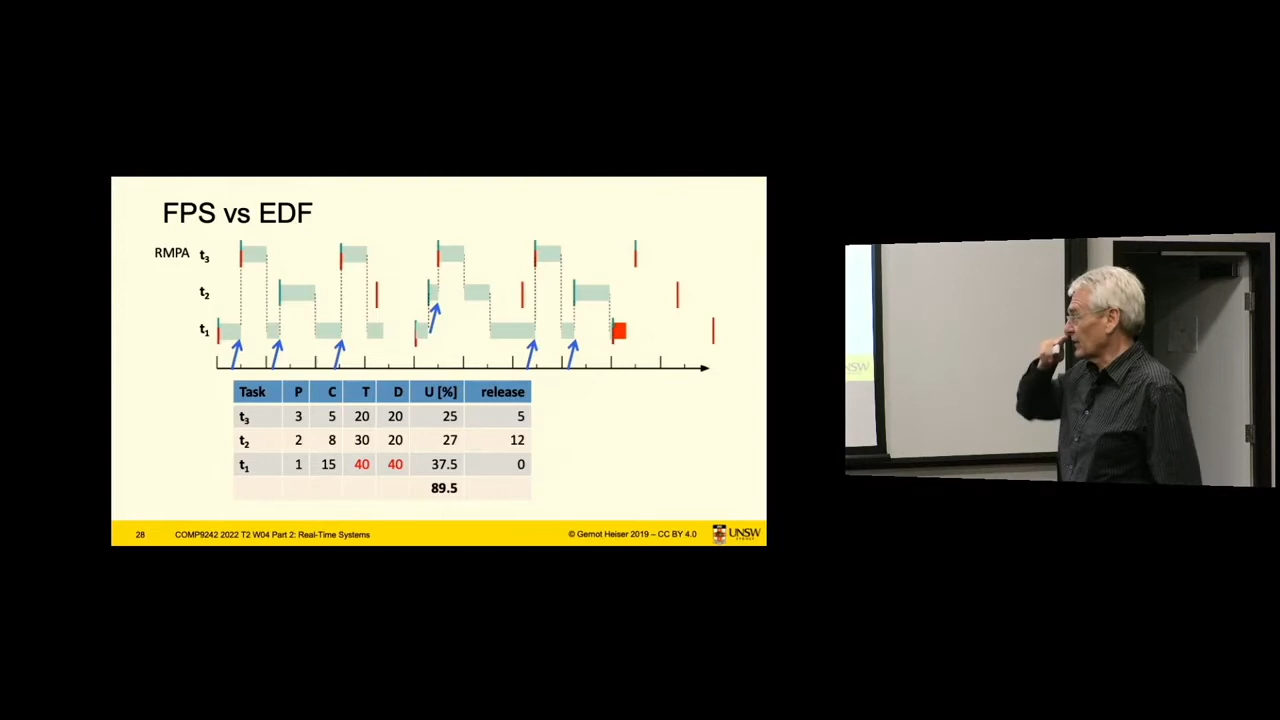 FPS vs EDF
RMPA t3
t2
t1
Task P C T D U [%] release
t3 3 5 20 20 25 5
t2 2 8 30 20 27 12
t1 1 15 40 40 37.5 0
89.5
28 COMP9242 2022 T2 W04 Part 2: Real-Time Systems © Gernot Heiser 2019 – CC BY 4.0 UNSW SYDNEY
UNSW